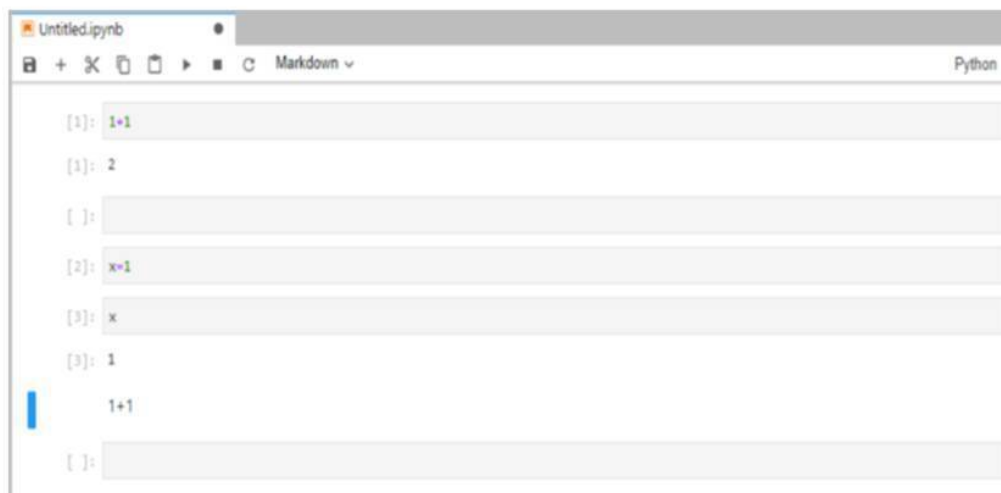 Untitled.ipynb
Markdown Python
[1]: 1+1
[1]: 2
[ ]:
[2]: x=1
[3]: x
[3]: 1
1+1
[ ]: